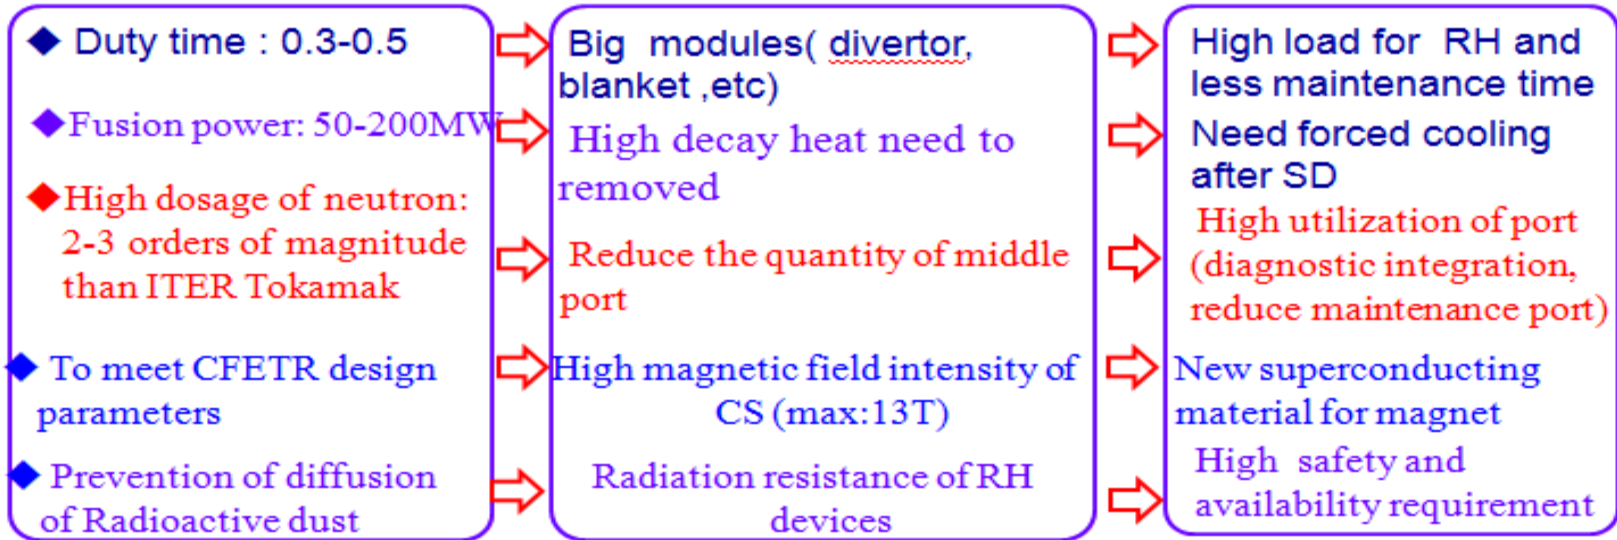 Duty time : 0.3-0.5
Fusion power: 50-200MW
High dosage of neutron:
2-3 orders of magnitude
than ITER Tokamak
To meet CFETR design
parameters
Prevention of diffusion
of Radioactive dust
Big modules( divertor,
blanket ,etc)
High decay heat need to
removed
Reduce the quantity of middle
port
High magnetic field intensity of
CS (max:13T)
Radiation resistance of RH
devices
High load for RH and
less maintenance time
Need forced cooling
after SD
High utilization of port
(diagnostic integration,
reduce maintenance port)
New superconducting
material for magnet
High safety and
availability requirement